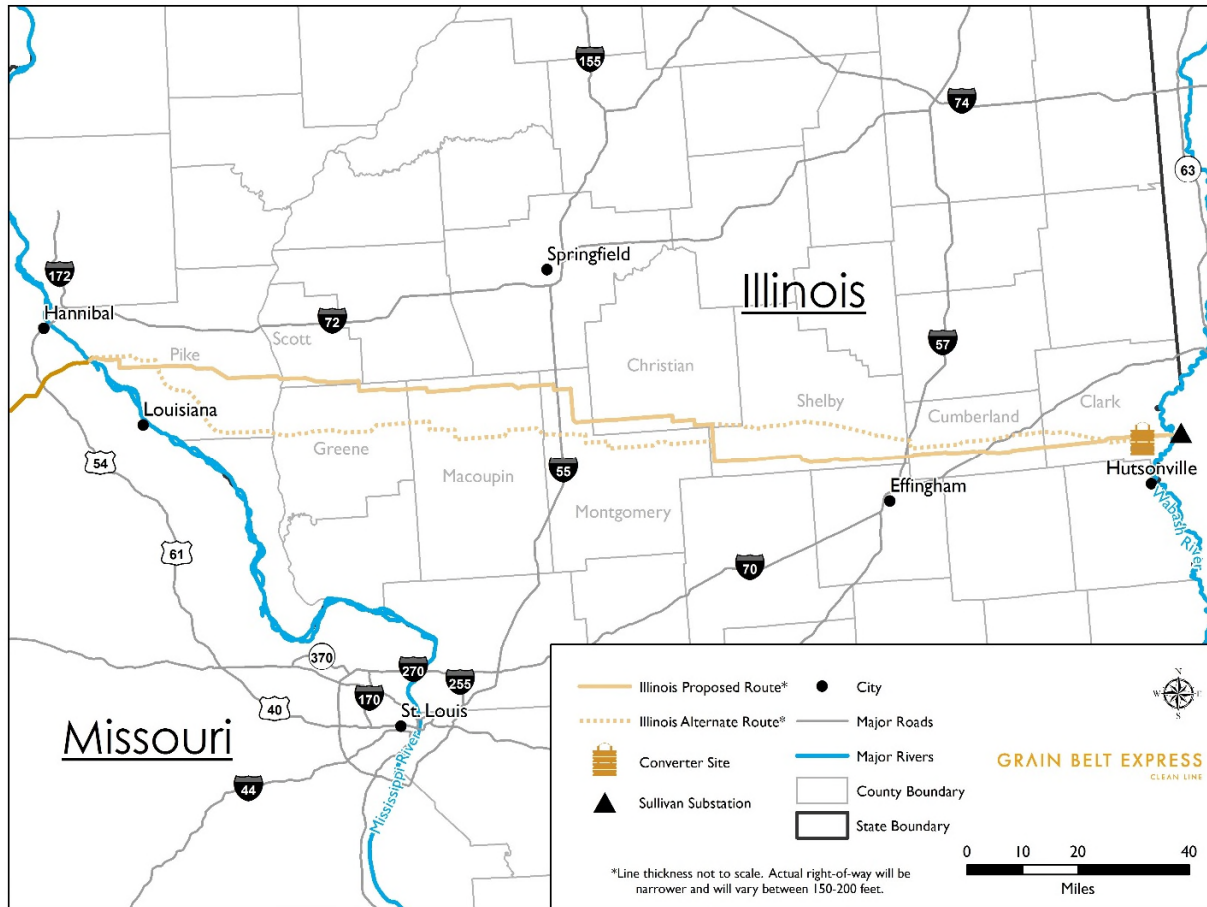 155
74
63
Springfield
Illinois
172
Hannibal
72
57
Scott
Pike
Christian
Shelby
Cumberland
Clark
Louisiana
Greene
54
Macoupin
55
Hutsonville
Effingham
Montgomery
Wabash River
61
70
370
270
255
170
40
St. Louis
Missouri
Mississippi River
44
Illinois Proposed Route*
Illinois Alternate Route*
Converter Site
Sullivan Substation
City
Major Roads
Major Rivers
County Boundary
State Boundary
N
W E
S
GRAIN BELT EXPRESS
CLEAN LINE
*Line thickness not to scale. Actual right-of-way will be
narrower and will vary between 150-200 feet.
0 10 20 40
Miles